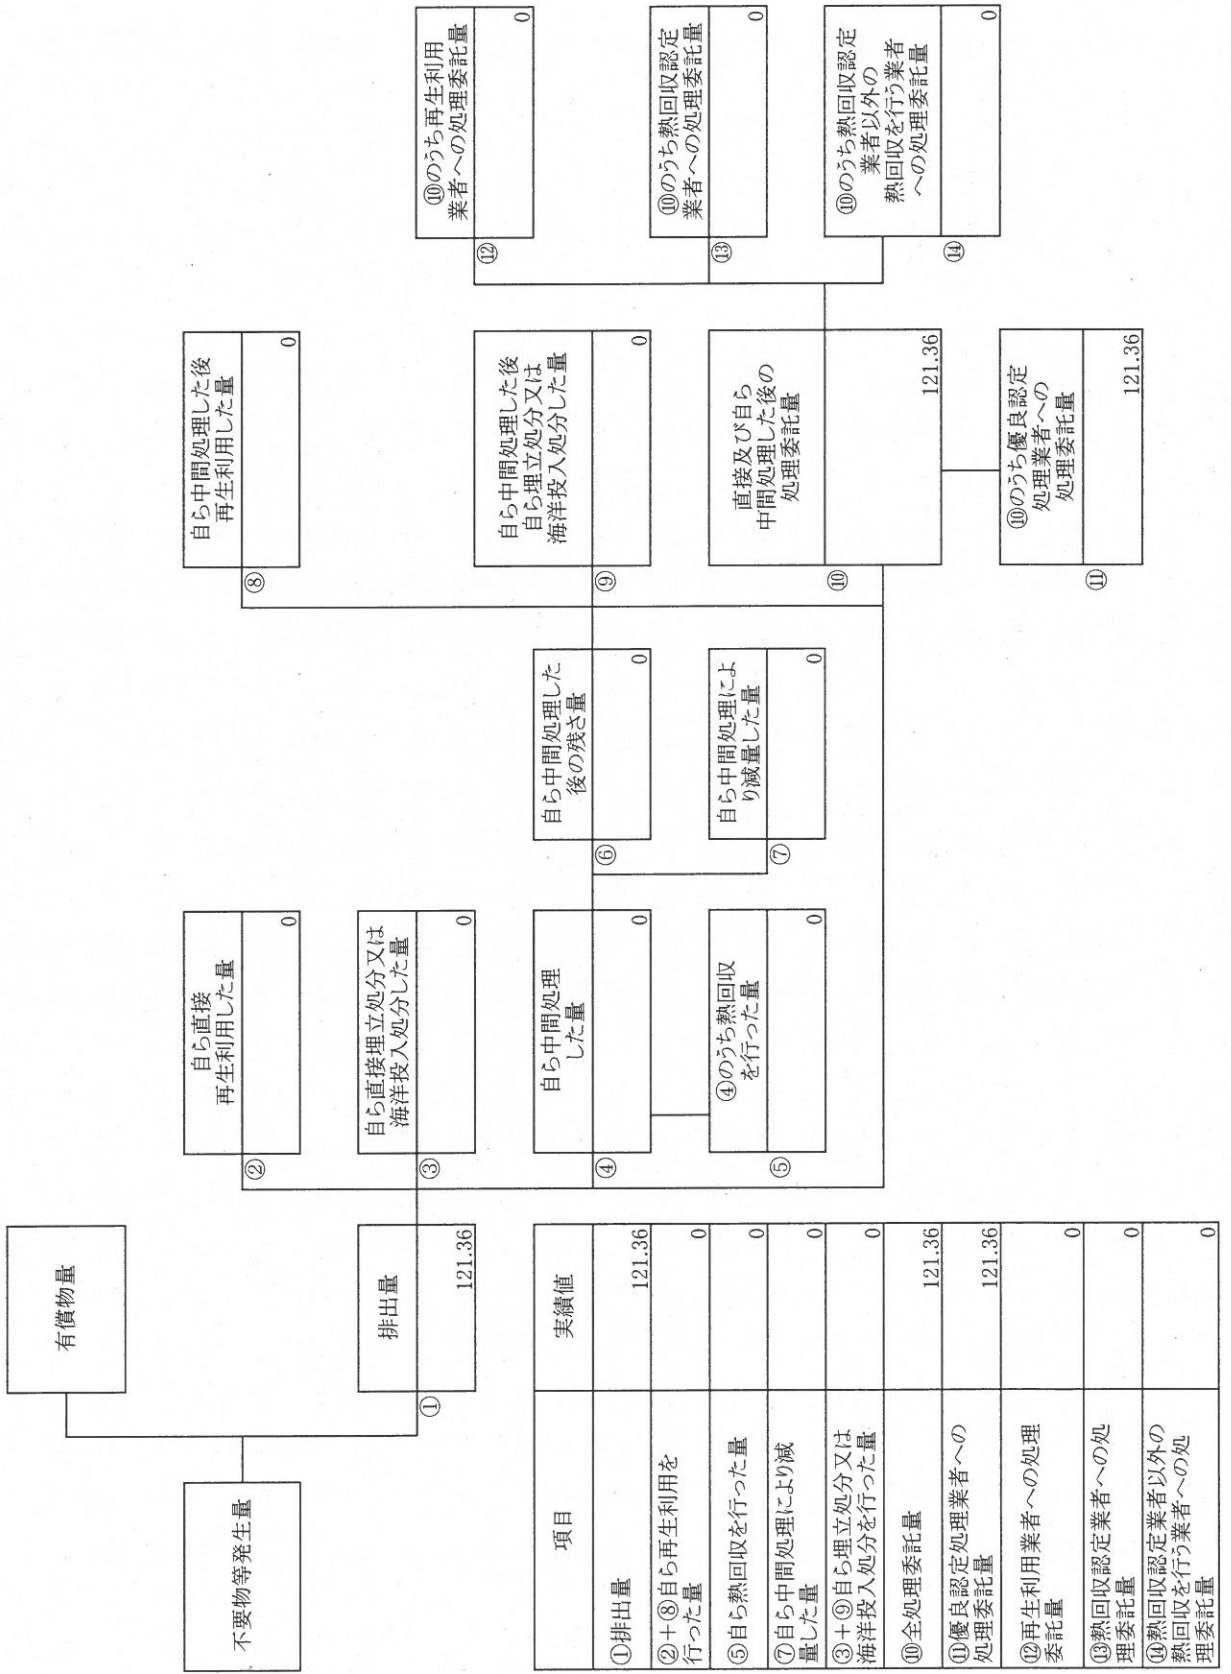 有償物量
不要物等発生量
排出量
①
121.36
自ら直接
再生利用した量
②
0
自ら直接埋立処分又は
海洋投入処分した量
③
0
自ら中間処理
した量
④
0
④のうち熱回収
を行った量
⑤
0
自ら中間処理した
後の残さ量
⑥
0
自ら中間処理によ
り減量した量
⑦
0
自ら中間処理した後
再生利用した量
⑧
0
自ら中間処理した後
自ら埋立処分又は
海洋投入処分した量
⑨
0
直接及び自ら
中間処理した後の
処理委託量
⑩
121.36
⑩のうち優良認定
処理業者への
処理委託量
⑪
121.36
⑩のうち再生利用
業者への処理委託量
⑫
0
⑩のうち熱回収認定
業者への処理委託量
⑬
0
⑩のうち熱回収認定
業者以外の
熱回収を行う業者
への処理委託量
⑭
0
項目 実績値
①排出量 121.36
②+⑧自ら再生利用を
行った量 0
⑤自ら熱回収を行った量 0
⑦自ら中間処理により減
量した量 0
③+⑨自ら埋立処分又は
海洋投入処分を行った量 0
⑩全処理委託量 121.36
⑪優良認定処理業者への
処理委託量 121.36
⑫再生利用業者への処理
委託量 0
⑬熱回収認定業者への処
理委託量 0
⑭熱回収認定業者以外の
熱回収を行う業者への処
理委託量 0